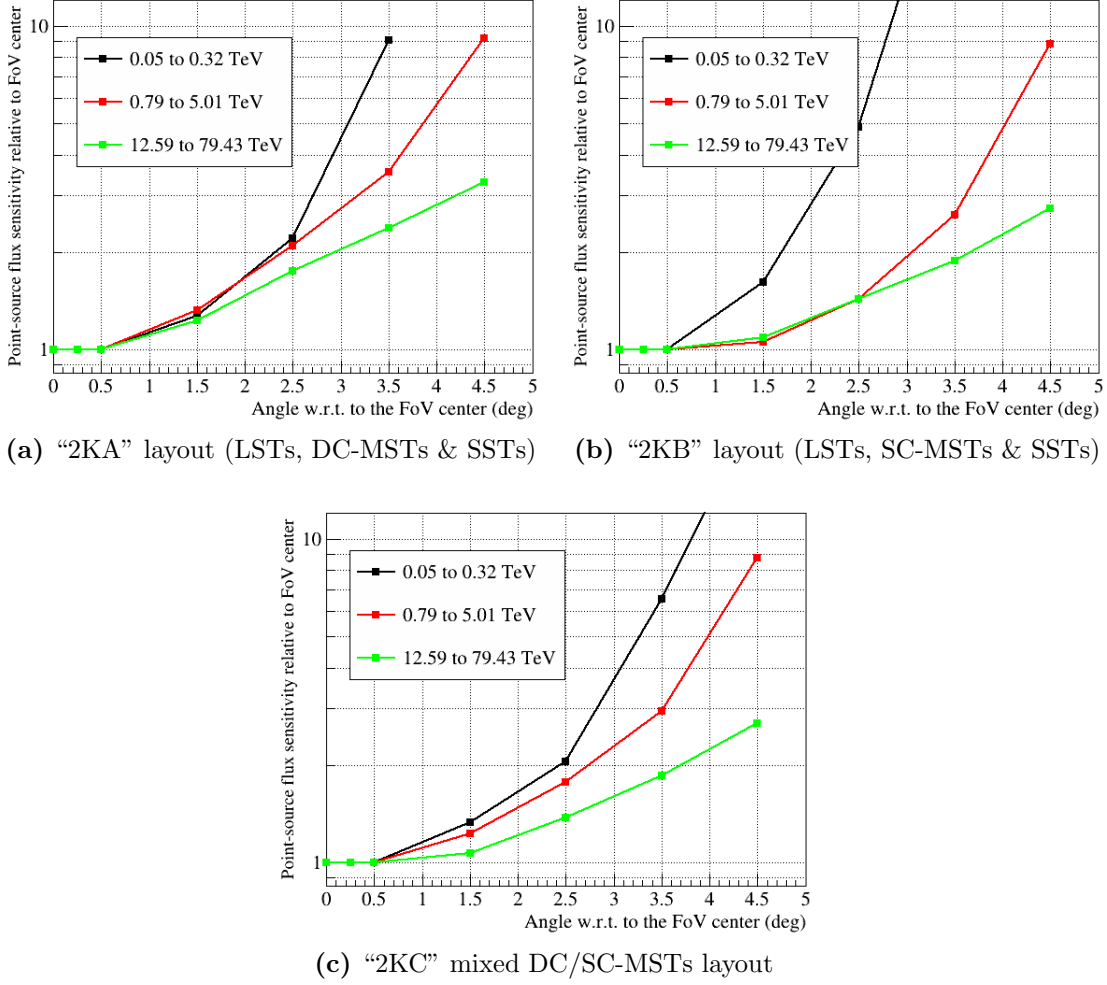 Point-source flux sensitivity relative to FoV center
10
1
0.05 to 0.32 TeV
0.79 to 5.01 TeV
12.59 to 79.43 TeV
0 0.5 1 1.5 2 2.5 3 3.5 4 4.5 5
Angle w.r.t. to the FoV center (deg)
(a) “2KA” layout (LSTs, DC-MSTs & SSTs)
Point-source flux sensitivity relative to FoV center
10
1
0.05 to 0.32 TeV
0.79 to 5.01 TeV
12.59 to 79.43 TeV
0 0.5 1 1.5 2 2.5 3 3.5 4 4.5 5
Angle w.r.t. to the FoV center (deg)
(b) “2KB” layout (LSTs, SC-MSTs & SSTs)
Point-source flux sensitivity relative to FoV center
10
1
0.05 to 0.32 TeV
0.79 to 5.01 TeV
12.59 to 79.43 TeV
0 0.5 1 1.5 2 2.5 3 3.5 4 4.5 5
Angle w.r.t. to the FoV center (deg)
(c) “2KC” mixed DC/SC-MSTs layout